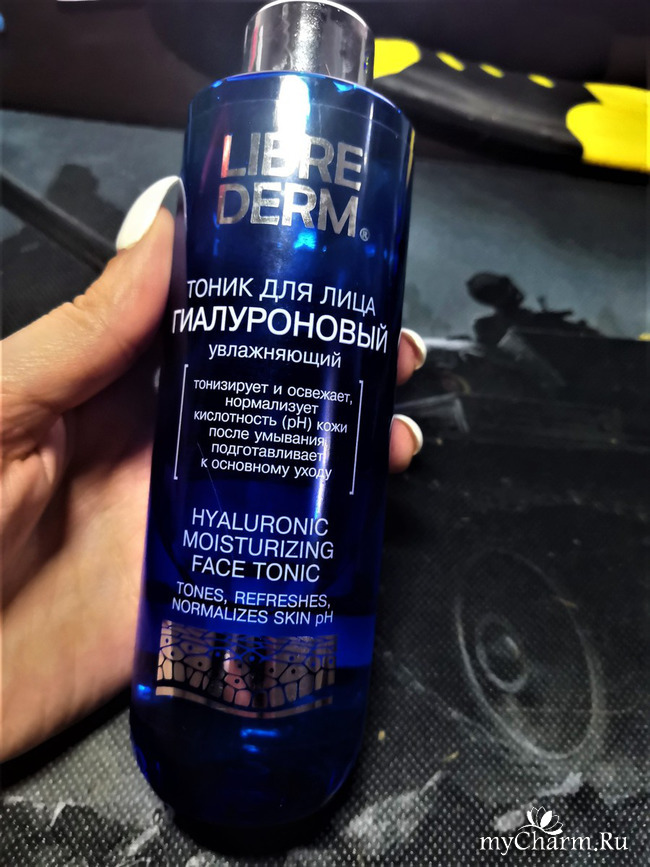 LIBRE
DERM®
ТОНИК ДЛЯ ЛИЦА
ГИАЛУРОНОВЫЙ
увлажняющий
тонизирует и освежает,
нормализует
кислотность (pH) кожи
после умывания,
подготавливает
к основному уходу
HYALURONIC
MOISTURIZING
FACE TONIC
TONES, REFRESHES,
NORMALIZES SKIN pH
myCharm.Ru